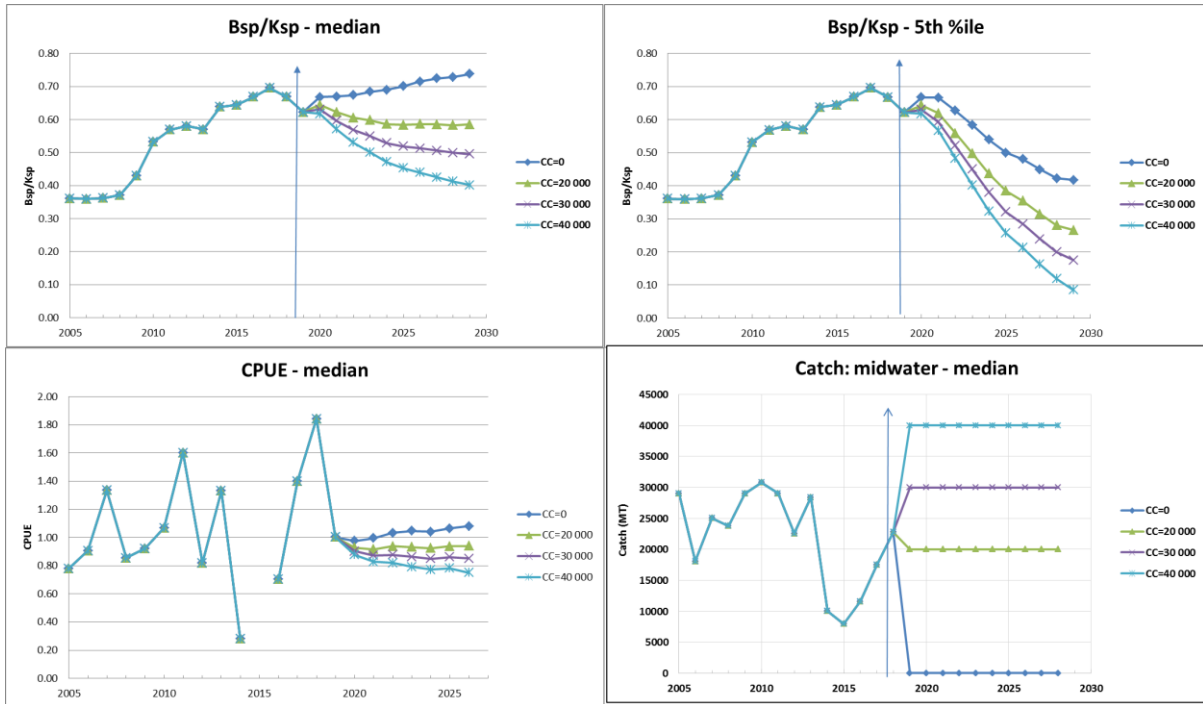 Bsp/Ksp - median
0.80
0.70
0.60
0.50
0.40
0.30
0.20
0.10
0.00
Bsp/Ksp
2005 2010 2015 2020 2025 2030
CC=0
CC=20 000
CC=30 000
CC=40 000
Bsp/Ksp - 5th %ile
0.80
0.70
0.60
0.50
0.40
0.30
0.20
0.10
0.00
Bsp/Ksp
2005 2010 2015 2020 2025 2030
CC=0
CC=20 000
CC=30 000
CC=40 000
CPUE - median
2.00
1.80
1.60
1.40
1.20
1.00
0.80
0.60
0.40
0.20
0.00
CPUE
2005 2010 2015 2020 2025
CC=0
CC=20 000
CC=30 000
CC=40 000
Catch: midwater - median
45000
40000
35000
30000
25000
20000
15000
10000
5000
0
Catch (MT)
2005 2010 2015 2020 2025 2030
CC=0
CC=20 000
CC=30 000
CC=40 000